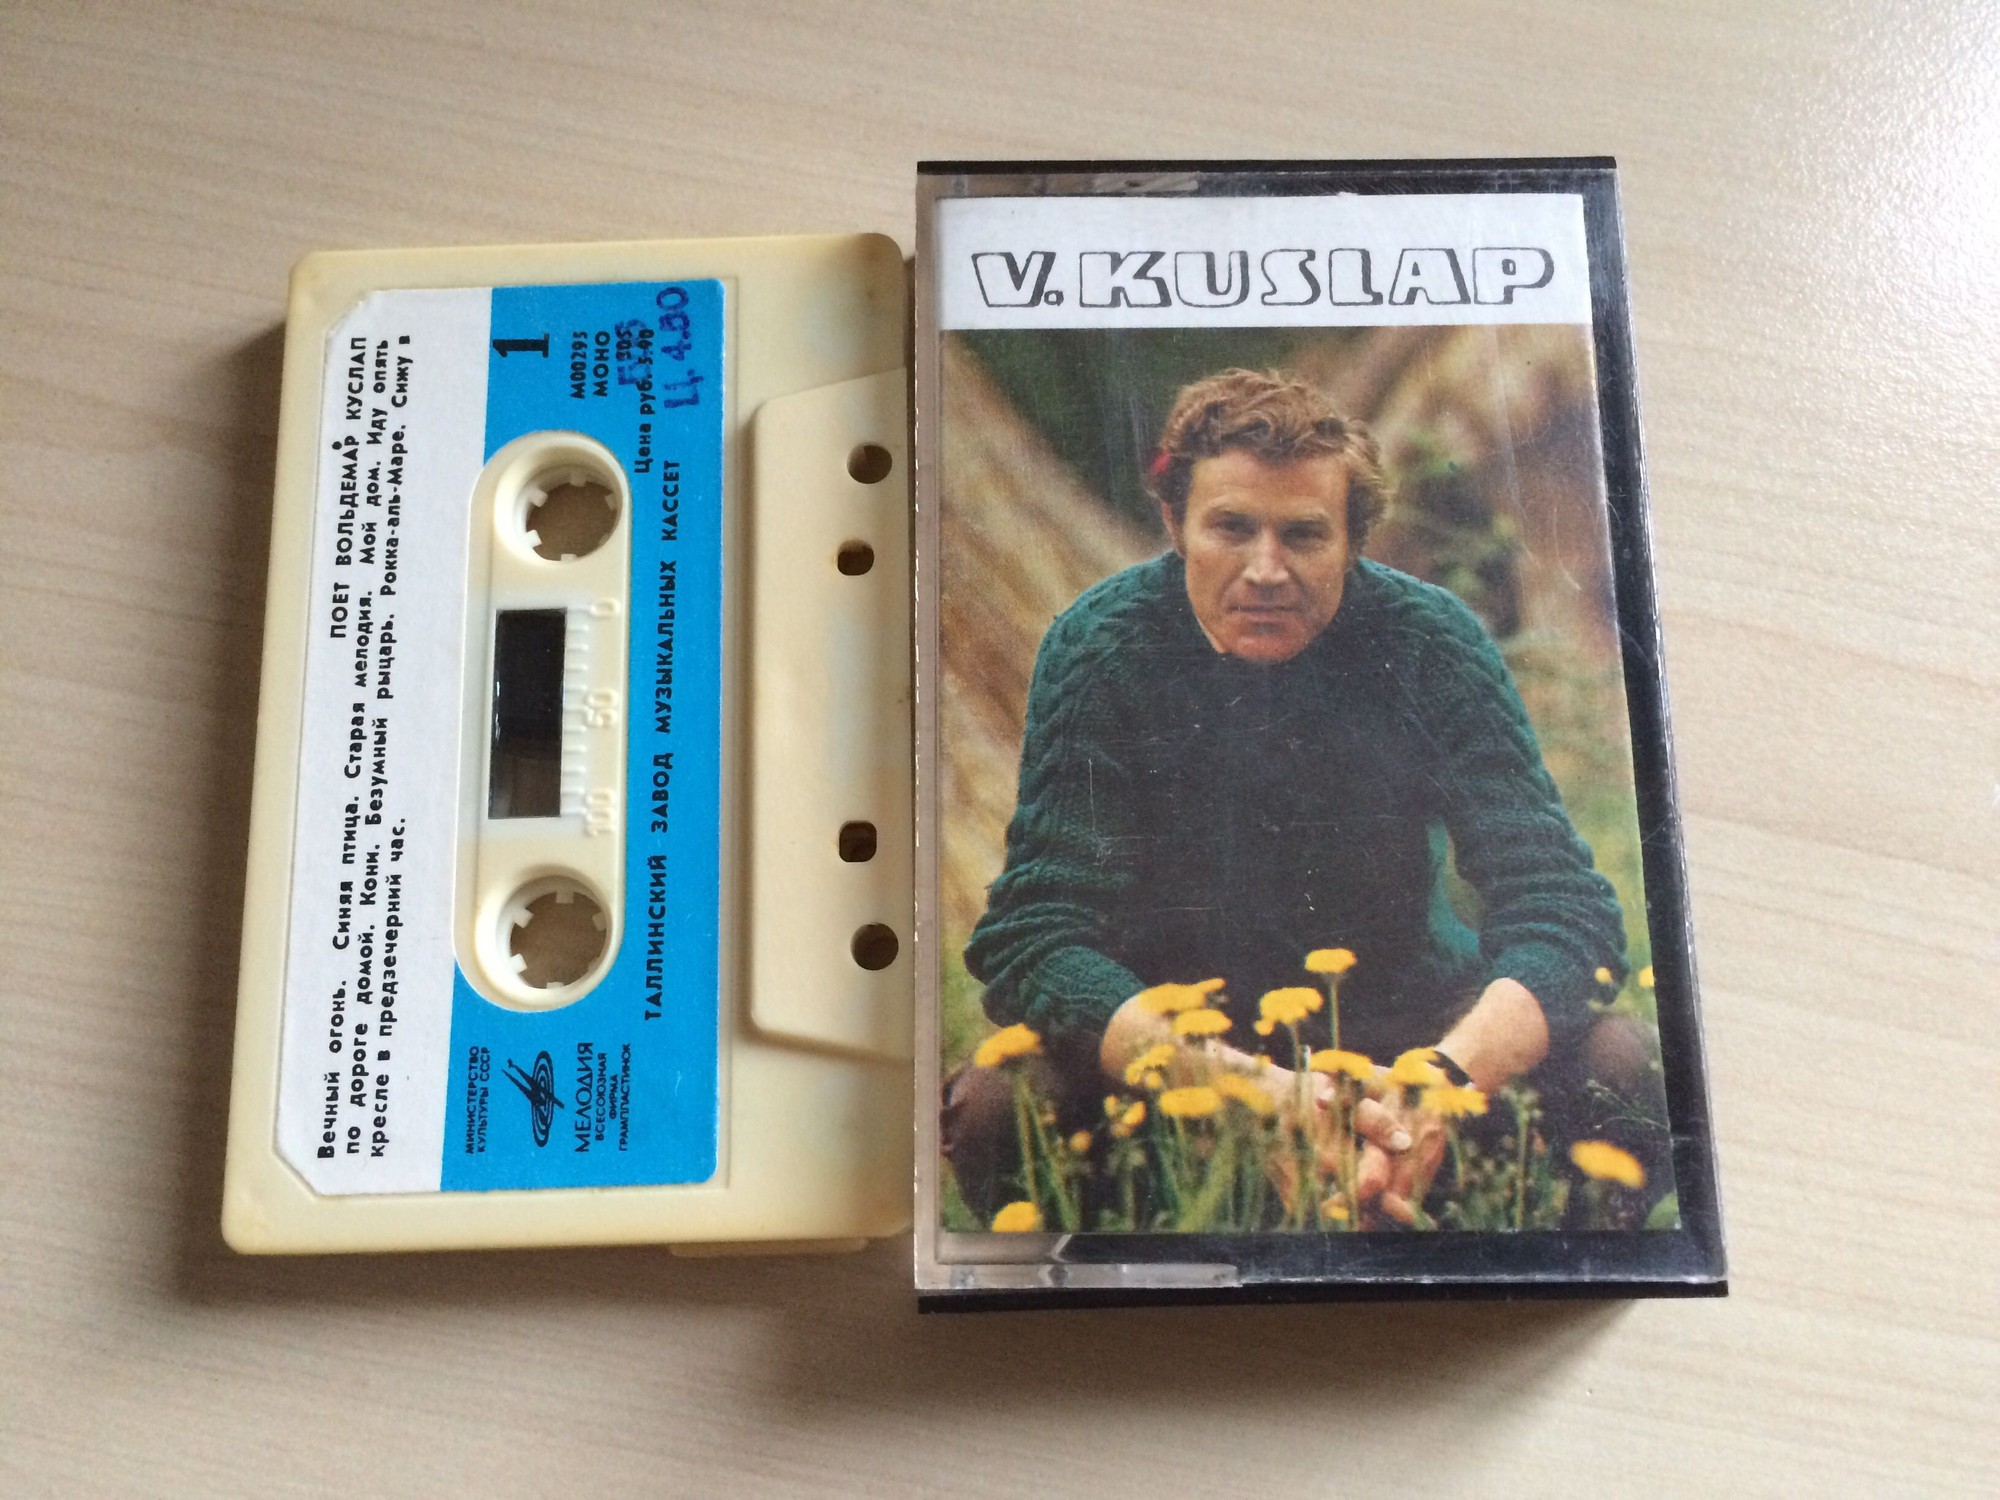 ПОЕТ ВОЛЬДЕМАР КУСЛАП
Вечный огонь. Синяя птица. Старая мелодия. Мой дом. Иду опять
по дороге домой. Кони. Безумный рыцарь. Рокка-аль-Маре. Сижу в
кресле в предзечерний час.
1
М00293
МОНО
Цена руб.
Ц. 4.50
ТАЛЛИНСКИЙ ЗАВОД МУЗЫКАЛЬНЫХ КАССЕТ
100 50 0
МИНИСТЕРСТВО
КУЛЬТУРЫ СССР
МЕЛОДИЯ
ВСЕСОЮЗНАЯ
ФИРМА
ГРАМПЛАСТИНОК
V. KUSLAP